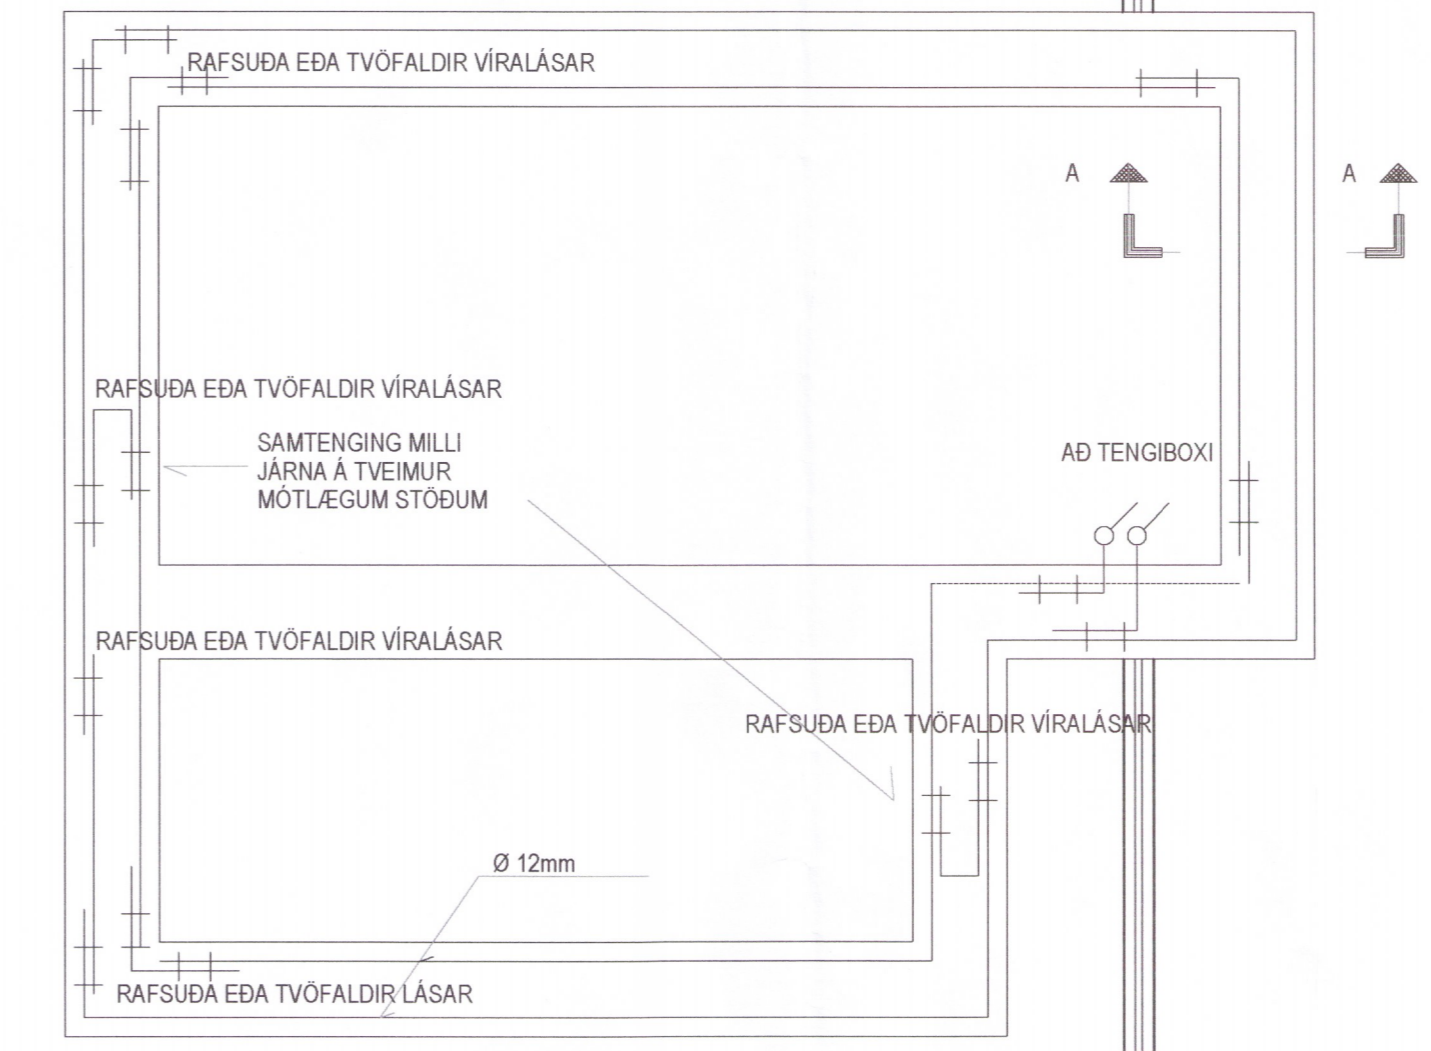 RAFSUÐA EÐA TVÖFALDIR VÍRALÁSAR
A
A
RAFSUÐA EÐA TVÖFALDIR VÍRALÁSAR
SAMTENGING MILLI
JÁRNA Á TVEIMUR
MÓTLÆGUM STÖÐUM
AÐ TENGIBOXI
RAFSUÐA EÐA TVÖFALDIR VÍRALÁSAR
RAFSUÐA EÐA TVÖFALDIR VÍRALÁSAR
Ø 12mm
RAFSUÐA EÐA TVÖFALDIR LÁSAR